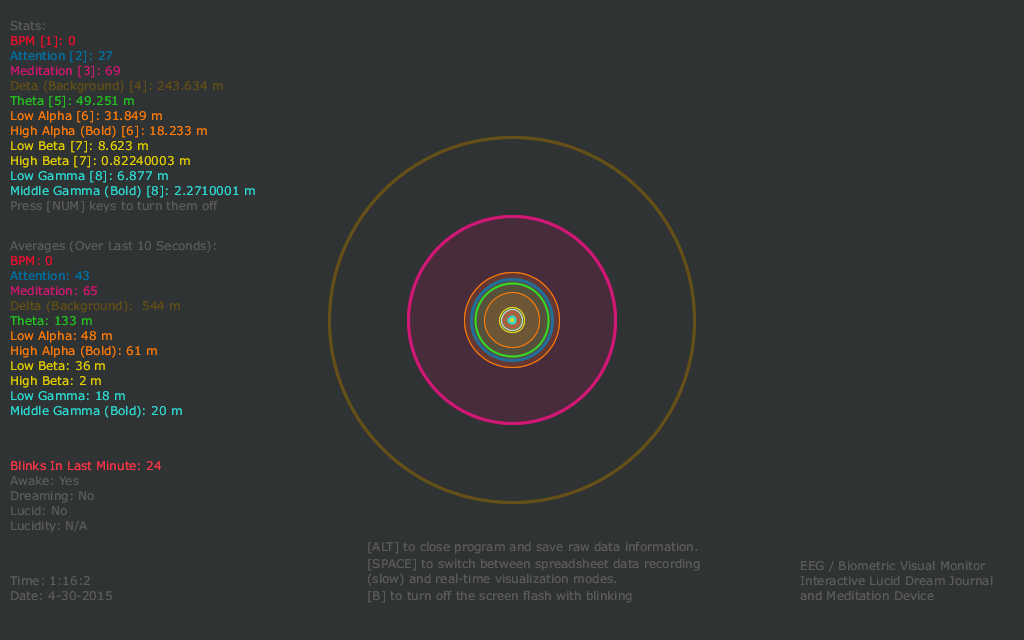 Stats:
BPM [1]: 0
Attention [2]: 27
Meditation [3]: 69
Deta (Background) [4]: 243.634 m
Theta [5]: 49.251 m
Low Alpha [6]: 31.849 m
High Alpha (Bold) [6]: 18.233 m
Low Beta [7]: 8.623 m
High Beta [7]: 0.82240003 m
Low Gamma [8]: 6.877 m
Middle Gamma (Bold) [8]: 2.2710001 m
Press [NUM] keys to turn them off
Averages (Over Last 10 Seconds):
BPM: 0
Attention: 43
Meditation: 65
Delta (Background):  544 m
Theta: 133 m
Low Alpha: 48 m
High Alpha (Bold): 61 m
Low Beta: 36 m
High Beta: 2 m
Low Gamma: 18 m
Middle Gamma (Bold): 20 m
Blinks In Last Minute: 24
Awake: Yes
Dreaming: No
Lucid: No
Lucidity: N/A
Time: 1:16:2
Date: 4-30-2015
[ALT] to close program and save raw data information.
[SPACE] to switch between spreadsheet data recording
(slow) and real-time visualization modes.
[B] to turn off the screen flash with blinking
EEG / Biometric Visual Monitor
Interactive Lucid Dream Journal
and Meditation Device